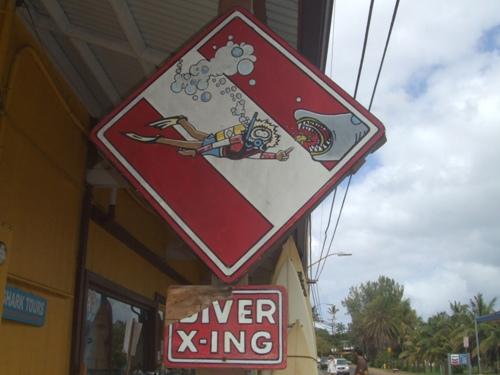 DIVER
X-ING
SHARK TOURS